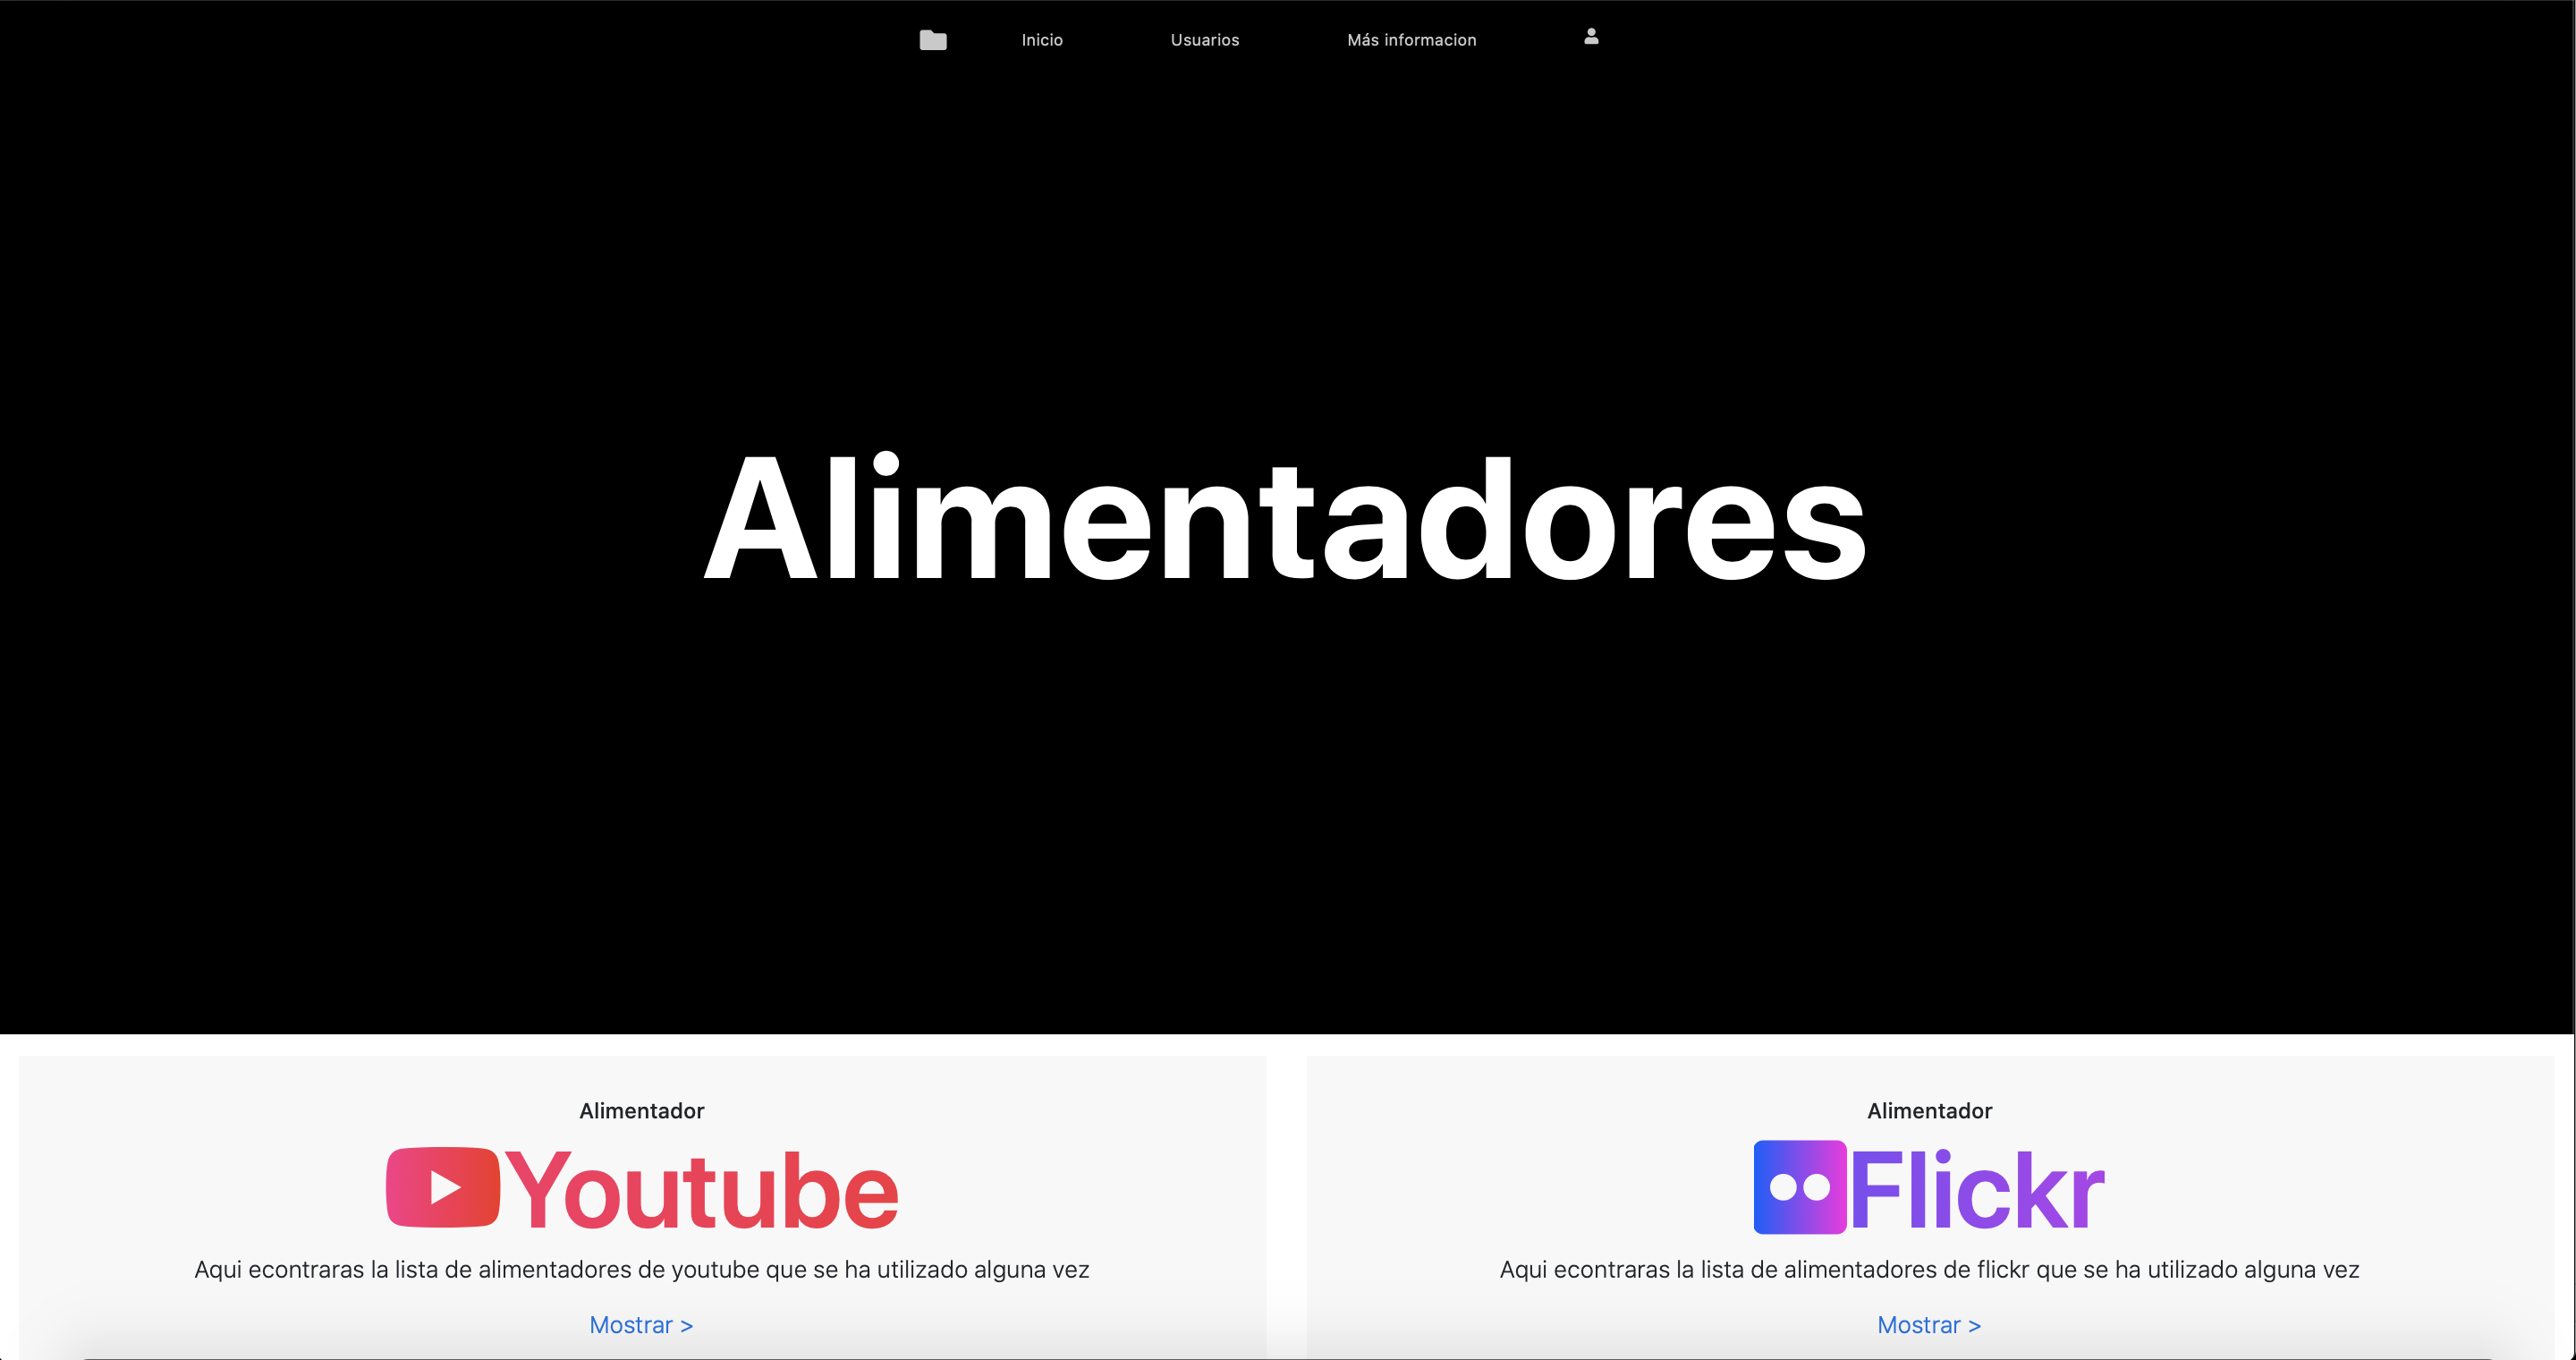 Inicio Usuarios Más informacion
Alimentadores
Alimentador
Youtube
Aqui econtraras la lista de alimentadores de youtube que se ha utilizado alguna vez
Mostrar >
Alimentador
Flickr
Aqui econtraras la lista de alimentadores de flickr que se ha utilizado alguna vez
Mostrar >